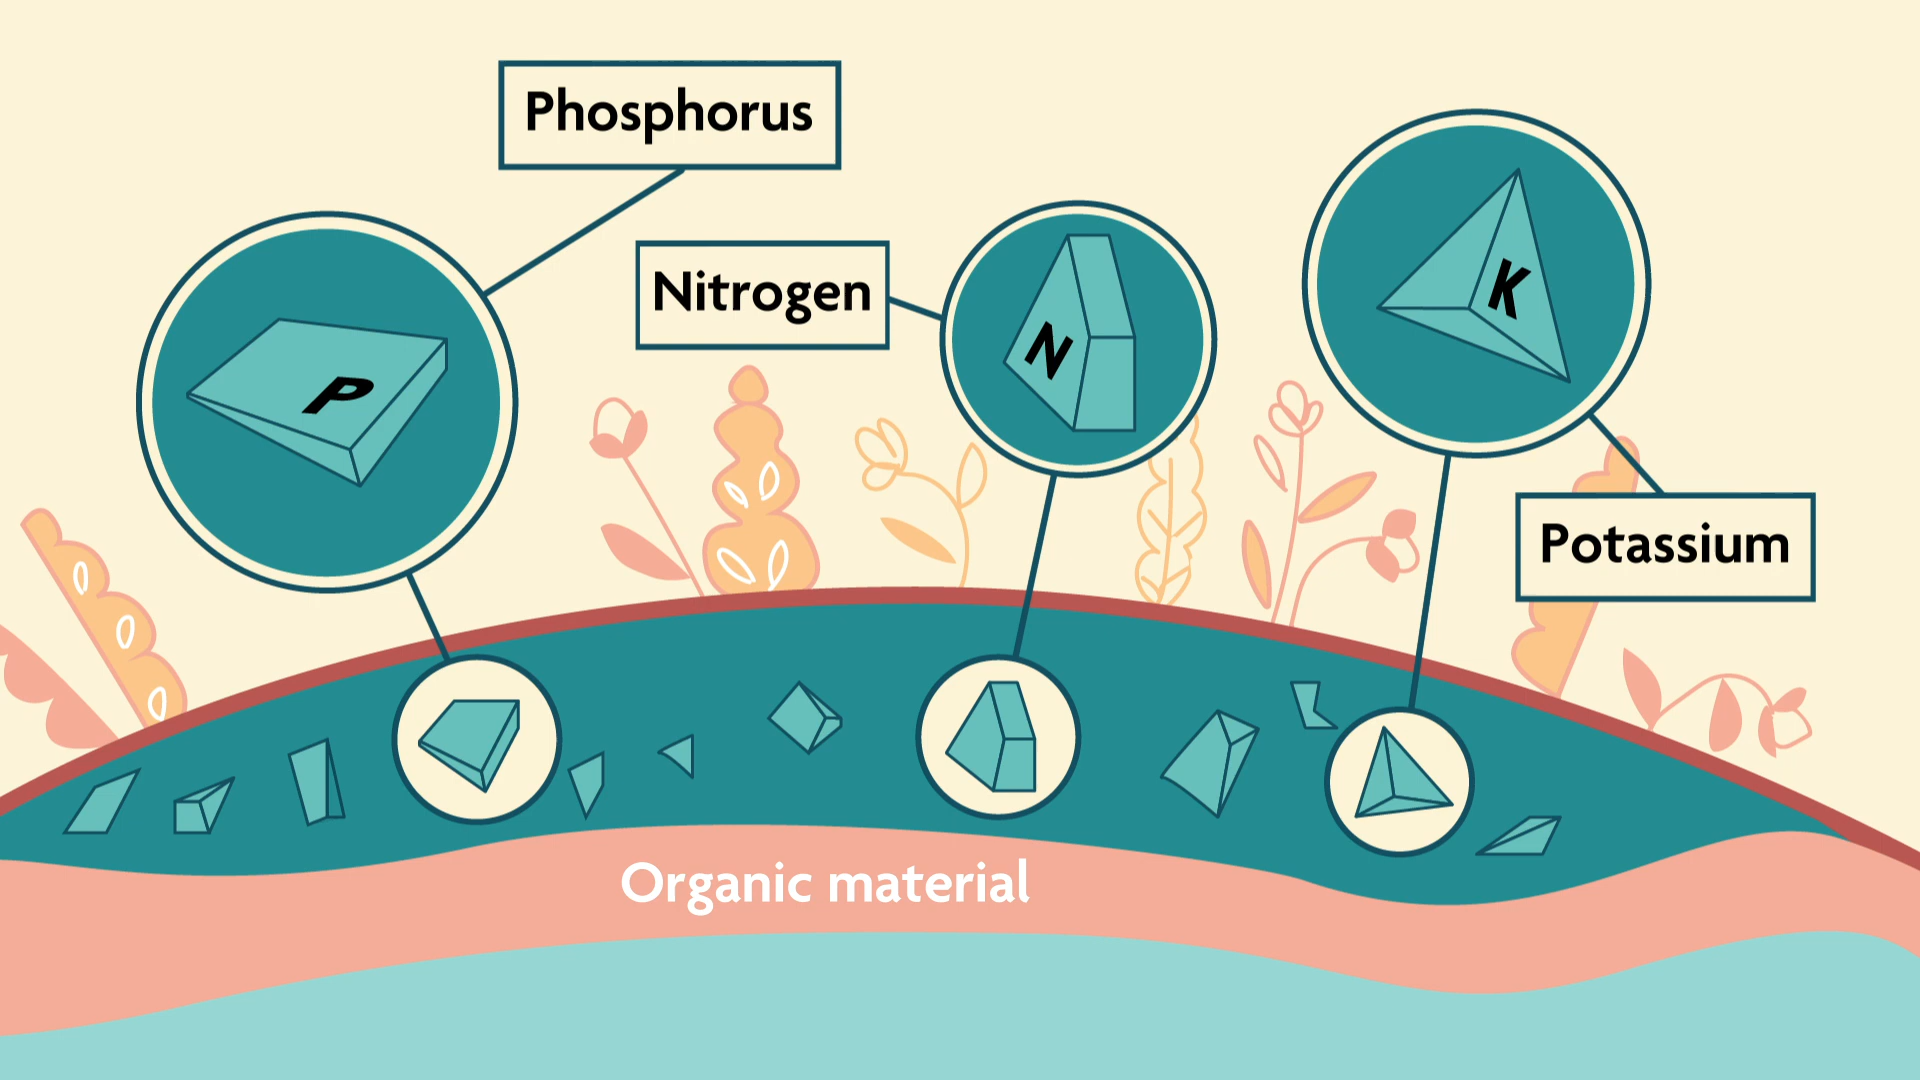 Phosphorus
P
Nitrogen
N
K
Potassium
Organic material